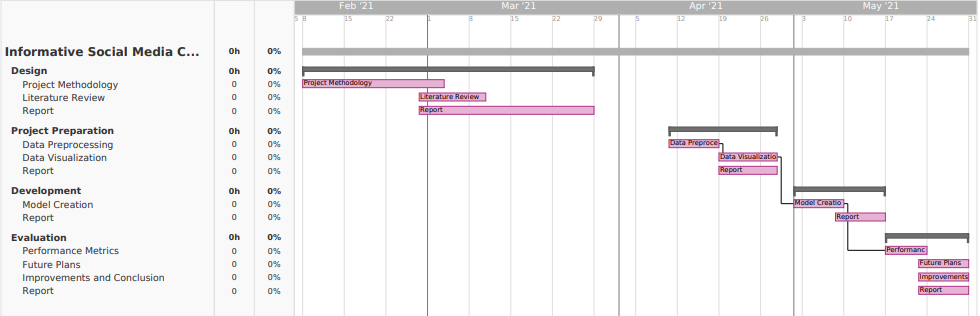 Feb '21 Mar '21 Apr '21 May '21
5 8 15 22 1 8 15 22 29 5 12 19 26 3 10 17 24 31
Informative Social Media C... 0h 0%
Design 0h 0%
Project Methodology 0 0% Project Methodology
Literature Review 0 0% Literature Review
Report 0 0% Report
Project Preparation 0h 0%
Data Preprocessing 0 0% Data Preproce
Data Visualization 0 0% Data Visualizatio
Report 0 0% Report
Development 0h 0%
Model Creation 0 0% Model Creatio
Report 0 0% Report
Evaluation 0h 0%
Performance Metrics 0 0% Performanc
Future Plans 0 0% Future Plans
Improvements and Conclusion 0 0% Improvements
Report 0 0% Report